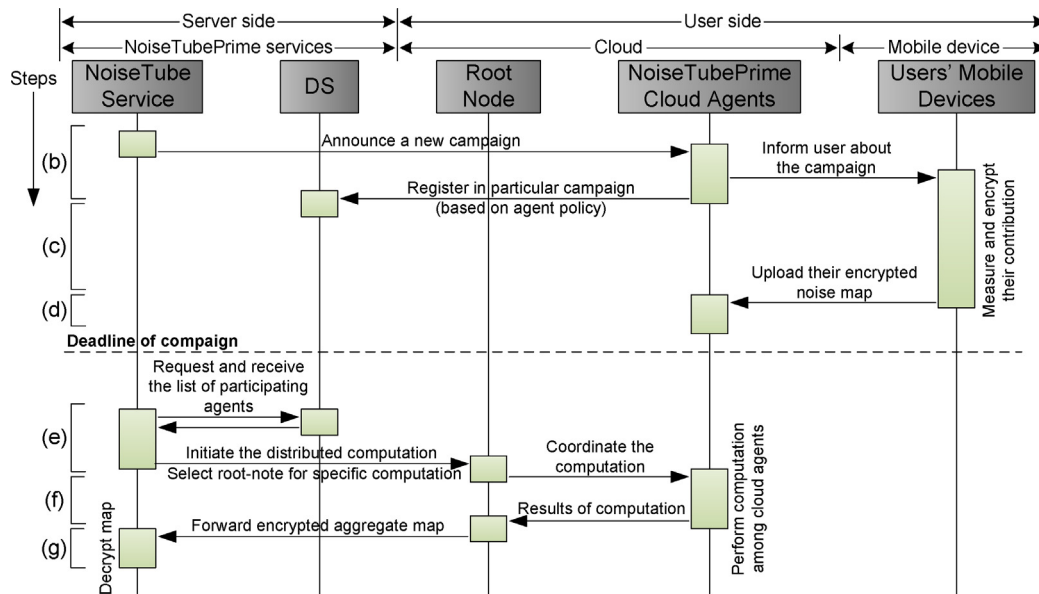 Server side
User side
NoiseTubePrime services
Cloud
Mobile device
Steps
NoiseTube
Service
DS
Root
Node
NoiseTubePrime
Cloud Agents
Users' Mobile
Devices
(b)
Announce a new campaign
Inform user about
the campaign
Register in particular campaign
(based on agent policy)
(c)
Measure and encrypt
their contribution
Upload their encrypted
noise map
(d)
Deadline of compaign
Request and receive
the list of participating
agents
(e)
Initiate the distributed computation
Select root-note for specific computation
Coordinate the
computation
Perform computation
among cloud agents
(f)
Results of computation
Forward encrypted aggregate map
(g)
Decrypt map